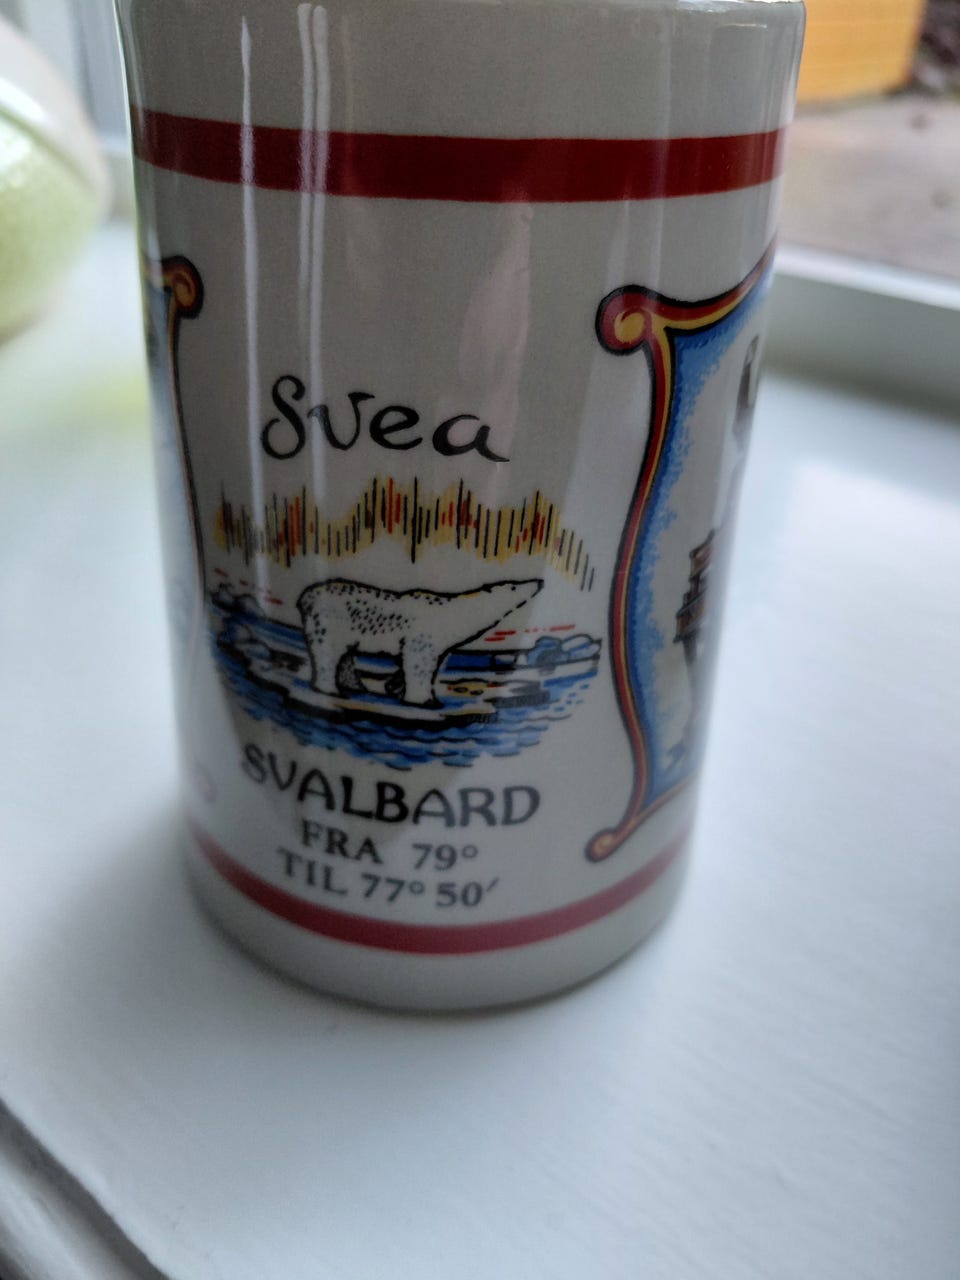 Svea
SVALBARD
FRA 79°
TIL 77° 50′